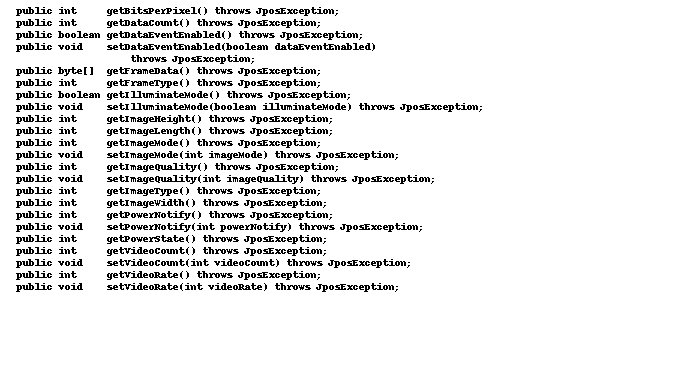 public int     getBitsPerPixel() throws JposException;
public int     getDataCount() throws JposException;
public boolean getDataEventEnabled() throws JposException;
public void    setDataEventEnabled(boolean dataEventEnabled)
                   throws JposException;
public byte[]  getFrameData() throws JposException;
public int     getFrameType() throws JposException;
public boolean getIlluminateMode() throws JposException;
public void    setIlluminateMode(boolean illuminateMode) throws JposException;
public int     getImageHeight() throws JposException;
public int     getImageLength() throws JposException;
public int     getImageMode() throws JposException;
public void    setImageMode(int imageMode) throws JposException;
public int     getImageQuality() throws JposException;
public void    setImageQuality(int imageQuality) throws JposException;
public int     getImageType() throws JposException;
public int     getImageWidth() throws JposException;
public int     getPowerNotify() throws JposException;
public void    setPowerNotify(int powerNotify) throws JposException;
public int     getPowerState() throws JposException;
public int     getVideoCount() throws JposException;
public void    setVideoCount(int videoCount) throws JposException;
public int     getVideoRate() throws JposException;
public void    setVideoRate(int videoRate) throws JposException;